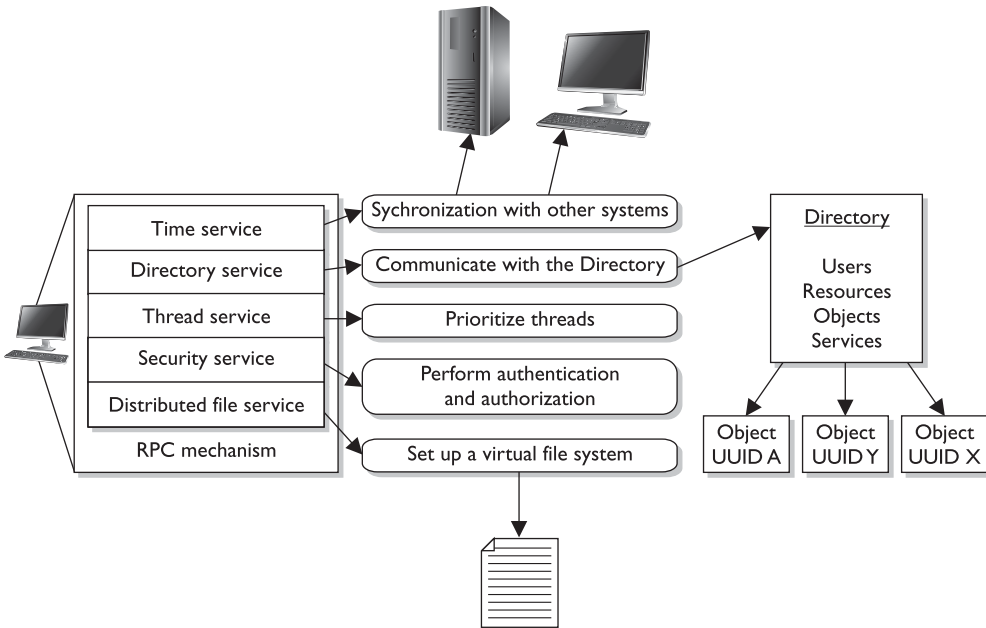 Time service
Directory service
Thread service
Security service
Distributed file service
RPC mechanism
Sychronization with other systems
Communicate with the Directory
Prioritize threads
Perform authentication
and authorization
Set up a virtual file system
Directory
Users
Resources
Objects
Services
Object
UUID A
Object
UUID Y
Object
UUID X